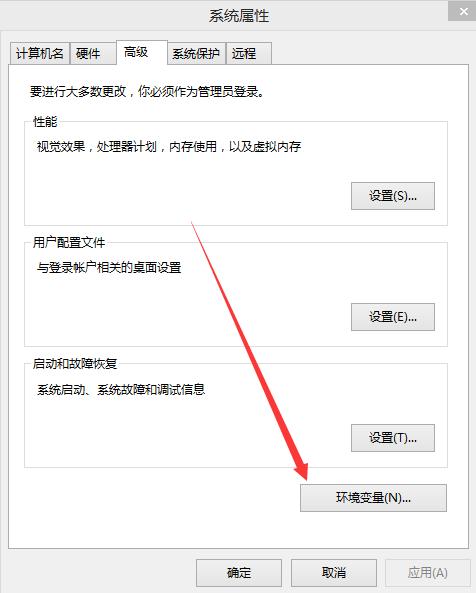 系统属性
计算机名 硬件 高级 系统保护 远程
要进行大多数更改，你必须作为管理员登录。
性能
视觉效果，处理器计划，内存使用，以及虚拟内存
设置(S)...
用户配置文件
与登录帐户相关的桌面设置
设置(E)...
启动和故障恢复
系统启动、系统故障和调试信息
设置(T)...
环境变量(N)...
确定 取消 应用(A)